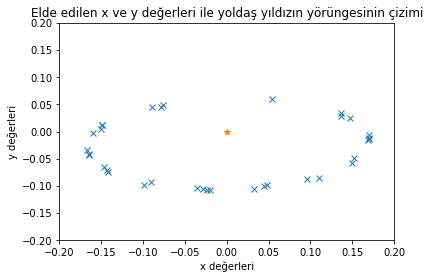 Elde edilen x ve y değerleri ile yoldaş yıldızın yörüngesinin çizimi
0.20
0.15
0.10
0.05
0.00
−0.05
−0.10
−0.15
−0.20
y değerleri
−0.20 −0.15 −0.10 −0.05 0.00 0.05 0.10 0.15 0.20
x değerleri